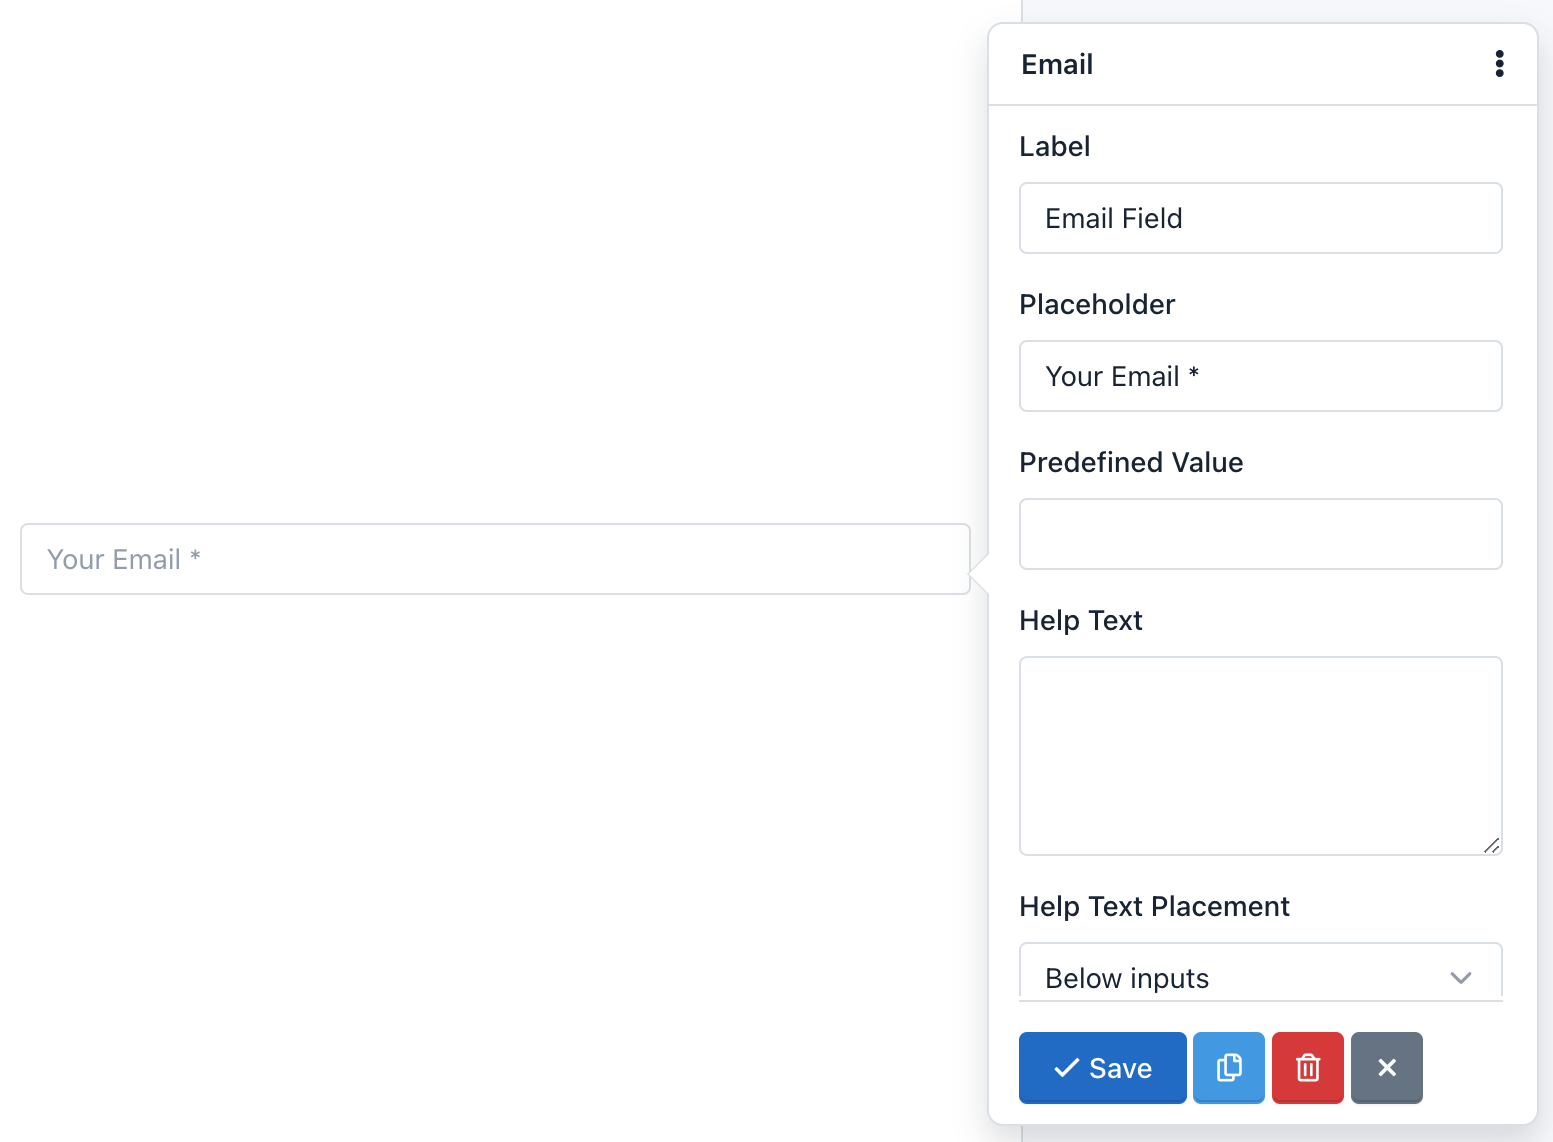 Email
Label
Email Field
Placeholder
Your Email *
Predefined Value
Your Email *
Help Text
Help Text Placement
Below inputs
Save